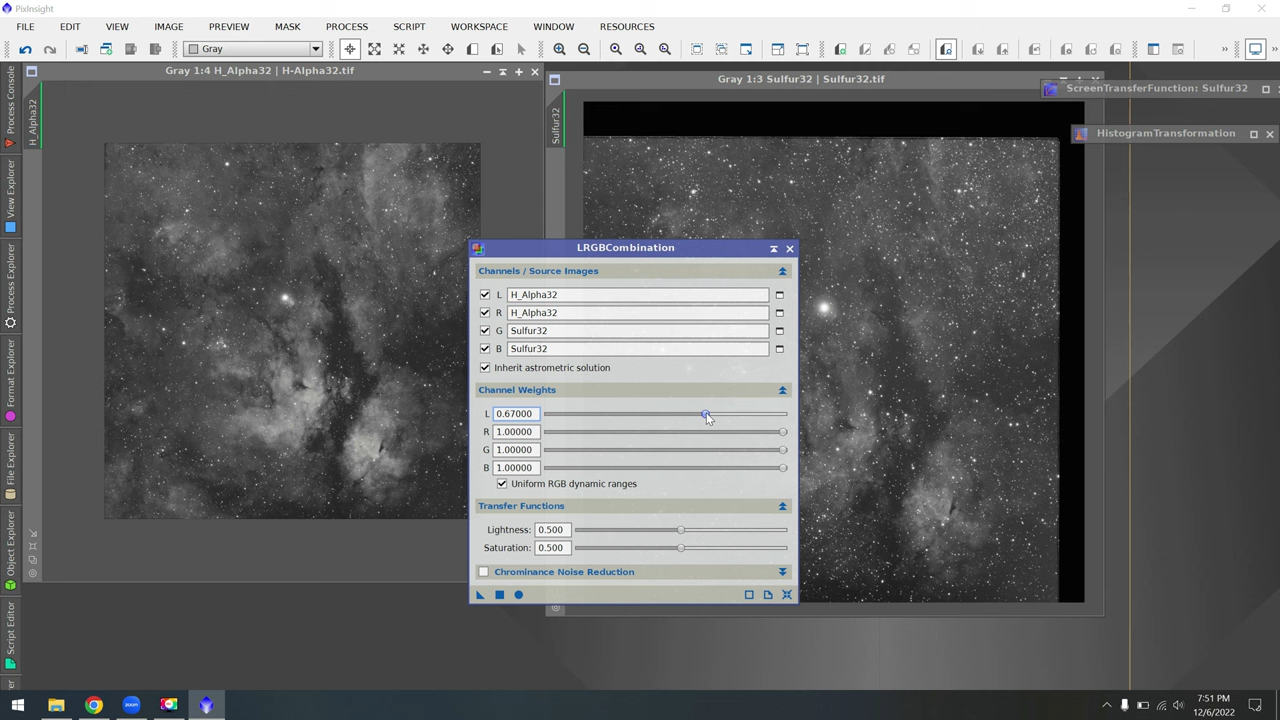 PixInsight
FILE EDIT VIEW IMAGE PREVIEW MASK PROCESS SCRIPT WORKSPACE WINDOW RESOURCES
Gray
Gray 1:4 H_Alpha32 | H-Alpha32.tif
Gray 1:3 Sulfur32 | Sulfur32.tif
ScreenTransferFunction: Sulfur32
HistogramTransformation
Process Console
View Explorer
Process Explorer
Format Explorer
File Explorer
Object Explorer
Script Editor
H_Alpha32
Sulfur32
LRGBCombination
Channels / Source Images
L H_Alpha32
R H_Alpha32
G Sulfur32
B Sulfur32
Inherit astrometric solution
Channel Weights
L 0.67000
R 1.00000
G 1.00000
B 1.00000
Uniform RGB dynamic ranges
Transfer Functions
Lightness: 0.500
Saturation: 0.500
Chrominance Noise Reduction
zoom
7:51 PM
12/6/2022